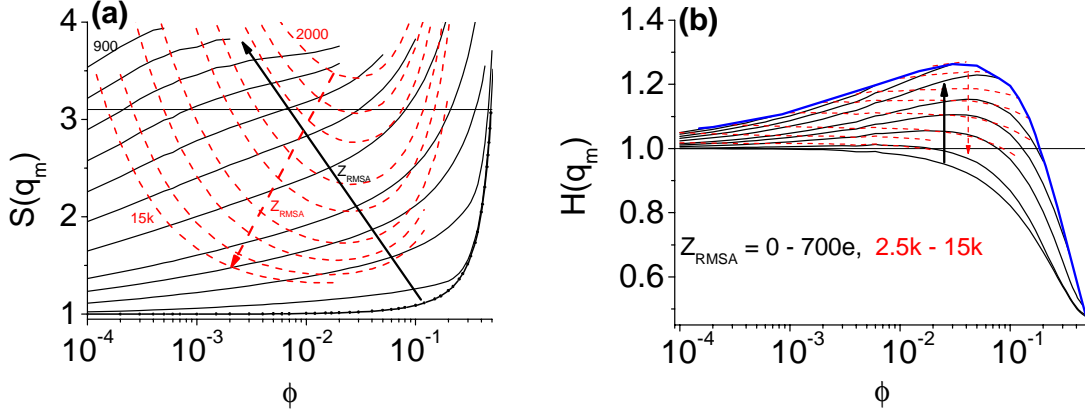 (a)
4
3
2
1
S(q_m)
900
2000
15k
Z_RMSA
Z_RMSA
10^-4
10^-3
10^-2
10^-1
ϕ
(b)
1.2
1.0
0.8
0.6
H(q_m)
Z_RMSA = 0 - 700e, 2.5k - 15k
10^-4
10^-3
10^-2
10^-1
ϕ